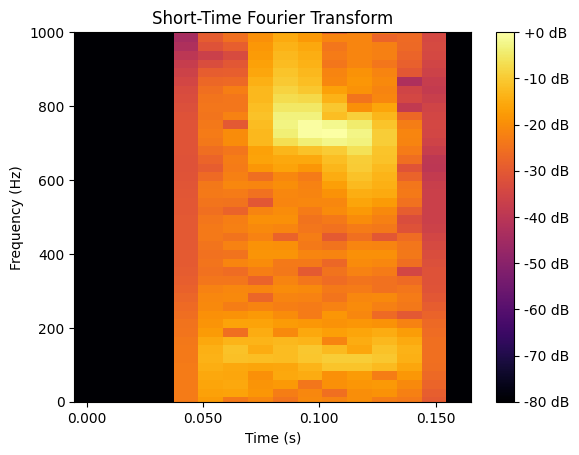 Short-Time Fourier Transform
1000
800
600
400
200
0
Frequency (Hz)
0.000
0.050
0.100
0.150
Time (s)
+0 dB
-10 dB
-20 dB
-30 dB
-40 dB
-50 dB
-60 dB
-70 dB
-80 dB